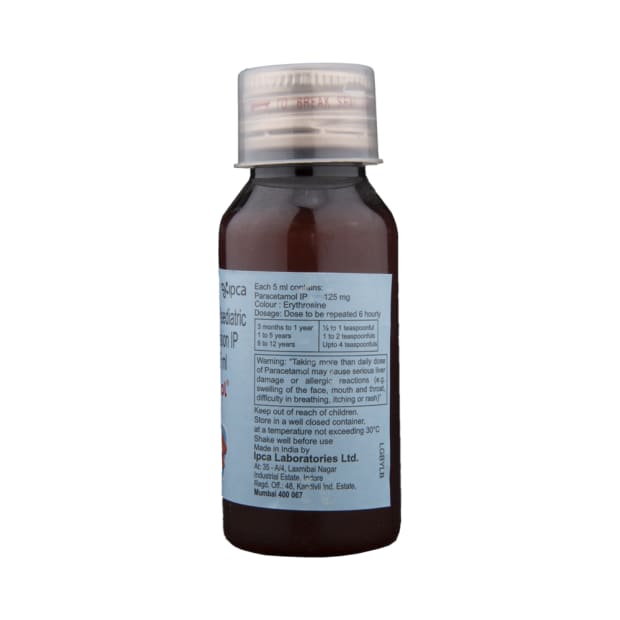 TO BREAK SEA
ipca
Each 5 ml contains:
Paracetamol IP 125 mg
Colour : Erythrosine
Dosage: Dose to be repeated 6 hourly
3 months to 1 year ½ to 1 teaspoonful
1 to 5 years 1 to 2 teaspoonfuls
6 to 12 years Upto 4 teaspoonfuls
aediatric
sion IP
ml
Warning: "Taking more than daily dose
of Paracetamol may cause serious liver
damage or allergic reactions (e.g.
swelling of the face, mouth and throat,
difficulty in breathing, itching or rash)"
Keep out of reach of children.
Store in a well closed container,
at a temperature not exceeding 30°C
Shake well before use
Made in India by
Ipca Laboratories Ltd.
At: 35 - A/4, Laxmibai Nagar
Industrial Estate, Indore
Regd. Off.: 48, Kandivli Ind. Estate,
Mumbai 400 067
LGBYLB